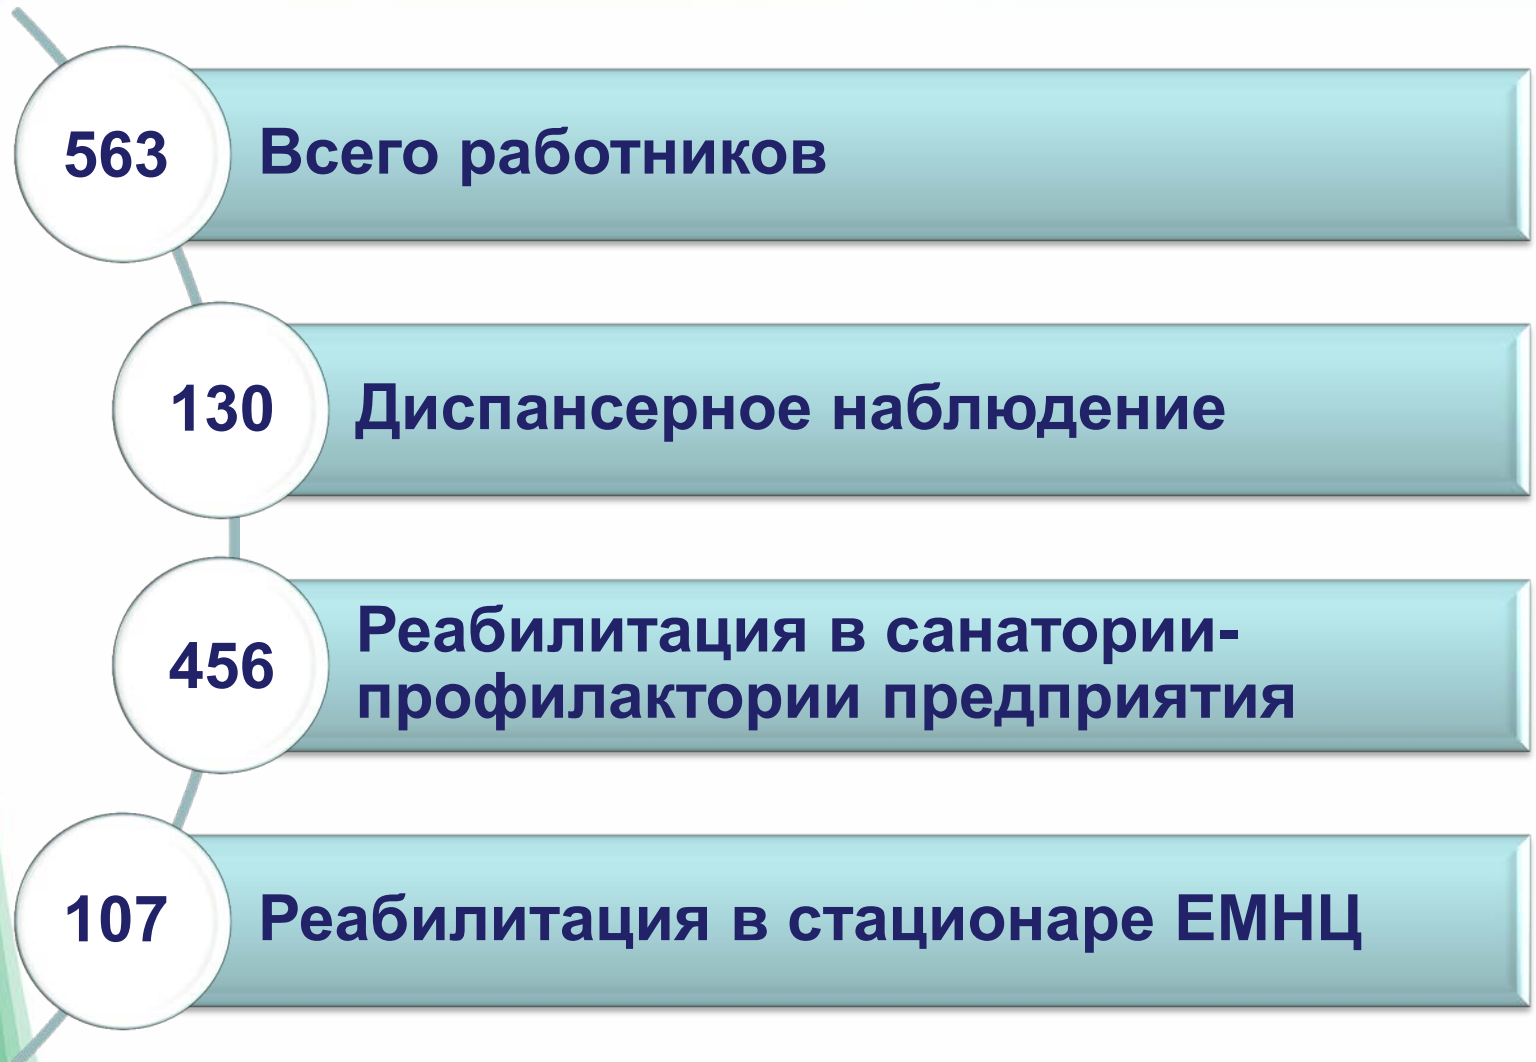 563
Всего работников
130
Диспансерное наблюдение
456
Реабилитация в санатории-
профилактории предприятия
107
Реабилитация в стационаре ЕМНЦ